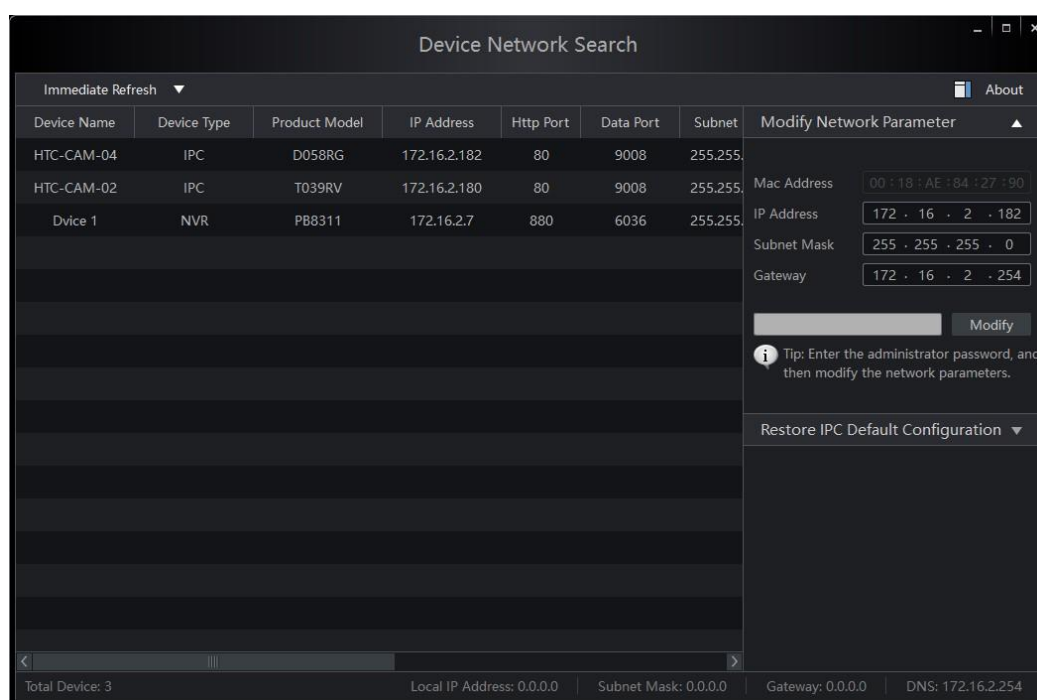 Device Network Search
Immediate Refresh ▼ About
Device Name Device Type Product Model IP Address Http Port Data Port Subnet
HTC-CAM-04 IPC D058RG 172.16.2.182 80 9008 255.255.
HTC-CAM-02 IPC T039RV 172.16.2.180 80 9008 255.255.
Dvice 1 NVR PB8311 172.16.2.7 880 6036 255.255.
Modify Network Parameter
Mac Address 00 : 18 : AE : 84 : 27 : 90
IP Address 172 . 16 . 2 . 182
Subnet Mask 255 . 255 . 255 . 0
Gateway 172 . 16 . 2 . 254
Modify
Tip: Enter the administrator password, and
then modify the network parameters.
Restore IPC Default Configuration
Total Device: 3 Local IP Address: 0.0.0.0 Subnet Mask: 0.0.0.0 Gateway: 0.0.0.0 DNS: 172.16.2.254